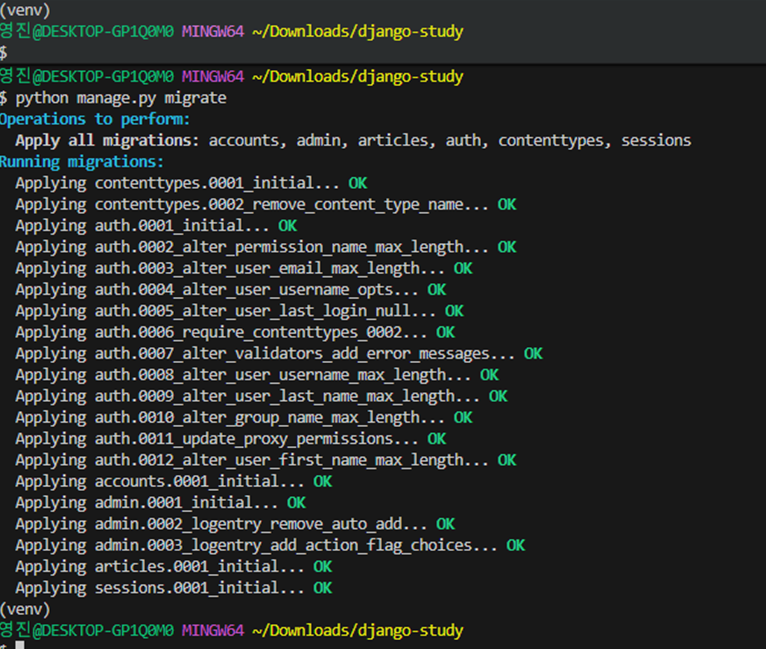 (venv)
영진@DESKTOP-GP1Q0M0 MINGW64 ~/Downloads/django-study
$
영진@DESKTOP-GP1Q0M0 MINGW64 ~/Downloads/django-study
$ python manage.py migrate
Operations to perform:
  Apply all migrations: accounts, admin, articles, auth, contenttypes, sessions
Running migrations:
  Applying contenttypes.0001_initial... OK
  Applying contenttypes.0002_remove_content_type_name... OK
  Applying auth.0001_initial... OK
  Applying auth.0002_alter_permission_name_max_length... OK
  Applying auth.0003_alter_user_email_max_length... OK
  Applying auth.0004_alter_user_username_opts... OK
  Applying auth.0005_alter_user_last_login_null... OK
  Applying auth.0006_require_contenttypes_0002... OK
  Applying auth.0007_alter_validators_add_error_messages... OK
  Applying auth.0008_alter_user_username_max_length... OK
  Applying auth.0009_alter_user_last_name_max_length... OK
  Applying auth.0010_alter_group_name_max_length... OK
  Applying auth.0011_update_proxy_permissions... OK
  Applying auth.0012_alter_user_first_name_max_length... OK
  Applying accounts.0001_initial... OK
  Applying admin.0001_initial... OK
  Applying admin.0002_logentry_remove_auto_add... OK
  Applying admin.0003_logentry_add_action_flag_choices... OK
  Applying articles.0001_initial... OK
  Applying sessions.0001_initial... OK
(venv)
영진@DESKTOP-GP1Q0M0 MINGW64 ~/Downloads/django-study
$